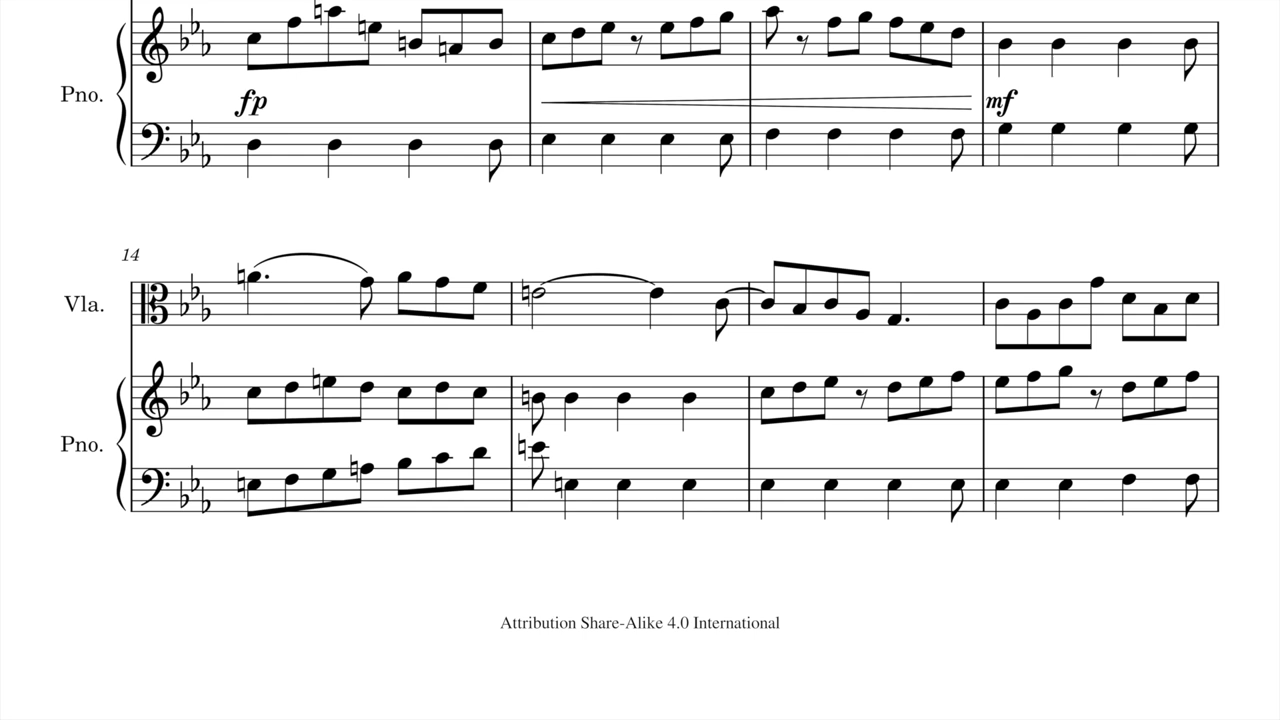 Pno.
fp
mf
14
Vla.
Pno.
Attribution Share-Alike 4.0 International